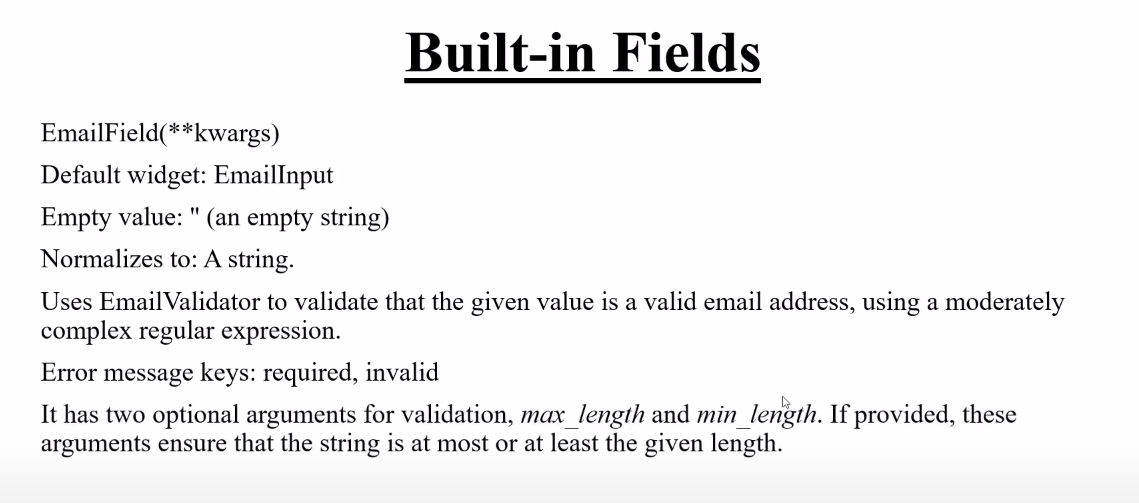 Built-in Fields
EmailField(**kwargs)
Default widget: EmailInput
Empty value: '' (an empty string)
Normalizes to: A string.
Uses EmailValidator to validate that the given value is a valid email address, using a moderately
complex regular expression.
Error message keys: required, invalid
It has two optional arguments for validation, max_length and min_length. If provided, these
arguments ensure that the string is at most or at least the given length.